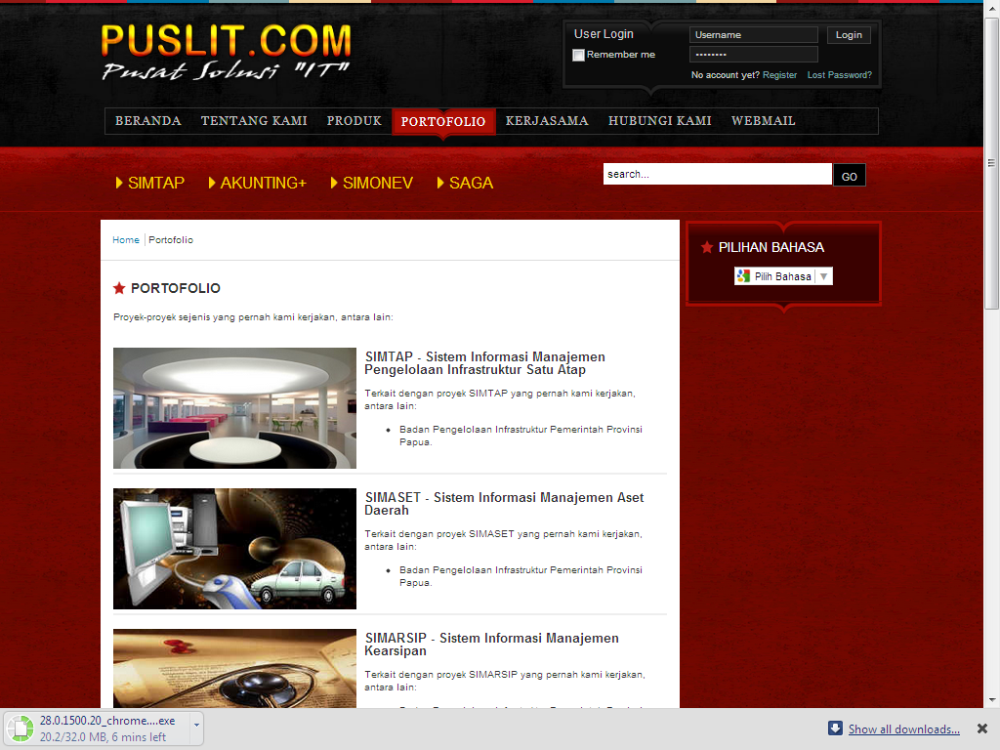 PUSLIT.COM
Pusat Solusi "IT"
User Login
Username
Login
Remember me
••••••••
No account yet? Register Lost Password?
BERANDA TENTANG KAMI PRODUK PORTOFOLIO KERJASAMA HUBUNGI KAMI WEBMAIL
SIMTAP AKUNTING+ SIMONEV SAGA
search...
GO
Home Portofolio
PILIHAN BAHASA
Pilih Bahasa
PORTOFOLIO
Proyek-proyek sejenis yang pernah kami kerjakan, antara lain:
SIMTAP - Sistem Informasi Manajemen
Pengelolaan Infrastruktur Satu Atap
Terkait dengan proyek SIMTAP yang pernah kami kerjakan,
antara lain:
• Badan Pengelolaan Infrastruktur Pemerintah Provinsi
Papua.
SIMASET - Sistem Informasi Manajemen Aset
Daerah
Terkait dengan proyek SIMASET yang pernah kami kerjakan,
antara lain:
• Badan Pengelolaan Infrastruktur Pemerintah Provinsi
Papua.
SIMARSIP - Sistem Informasi Manajemen
Kearsipan
Terkait dengan proyek SIMARSIP yang pernah kami kerjakan,
antara lain:
28.0.1500.20_chrome....exe
20.2/32.0 MB, 6 mins left
Show all downloads...